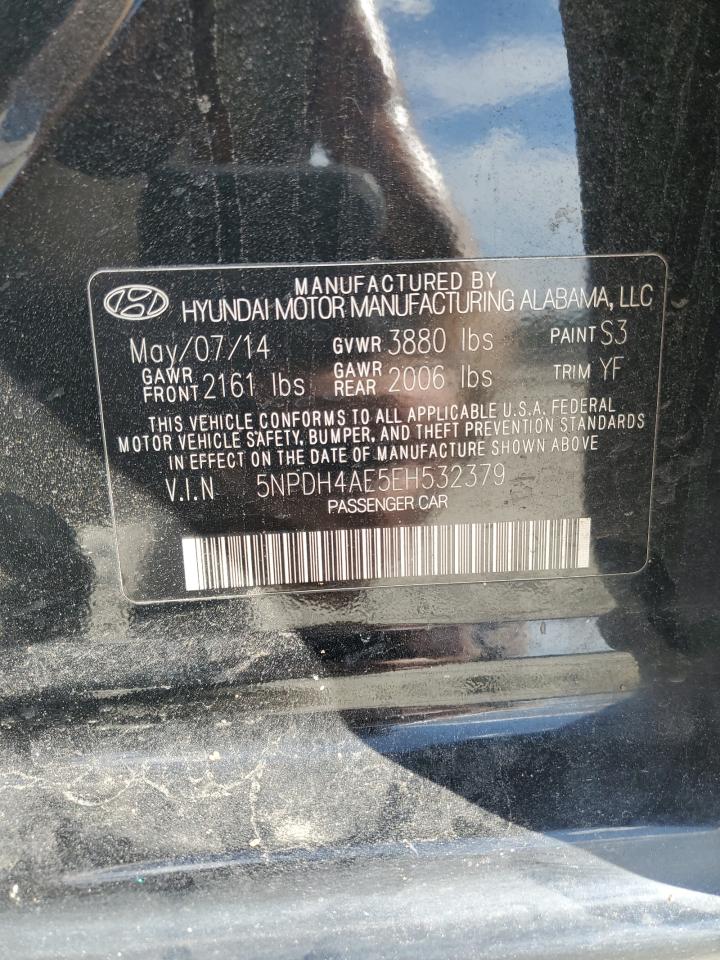 MANUFACTURED BY
HYUNDAI MOTOR MANUFACTURING ALABAMA, LLC
May/07/14 GVWR 3880 lbs PAINT S3
GAWR FRONT 2161 lbs GAWR REAR 2006 lbs TRIM YF
THIS VEHICLE CONFORMS TO ALL APPLICABLE U.S.A. FEDERAL
MOTOR VEHICLE SAFETY, BUMPER, AND THEFT PREVENTION STANDARDS
IN EFFECT ON THE DATE OF MANUFACTURE SHOWN ABOVE
V.I.N 5NPDH4AE5EH532379
PASSENGER CAR